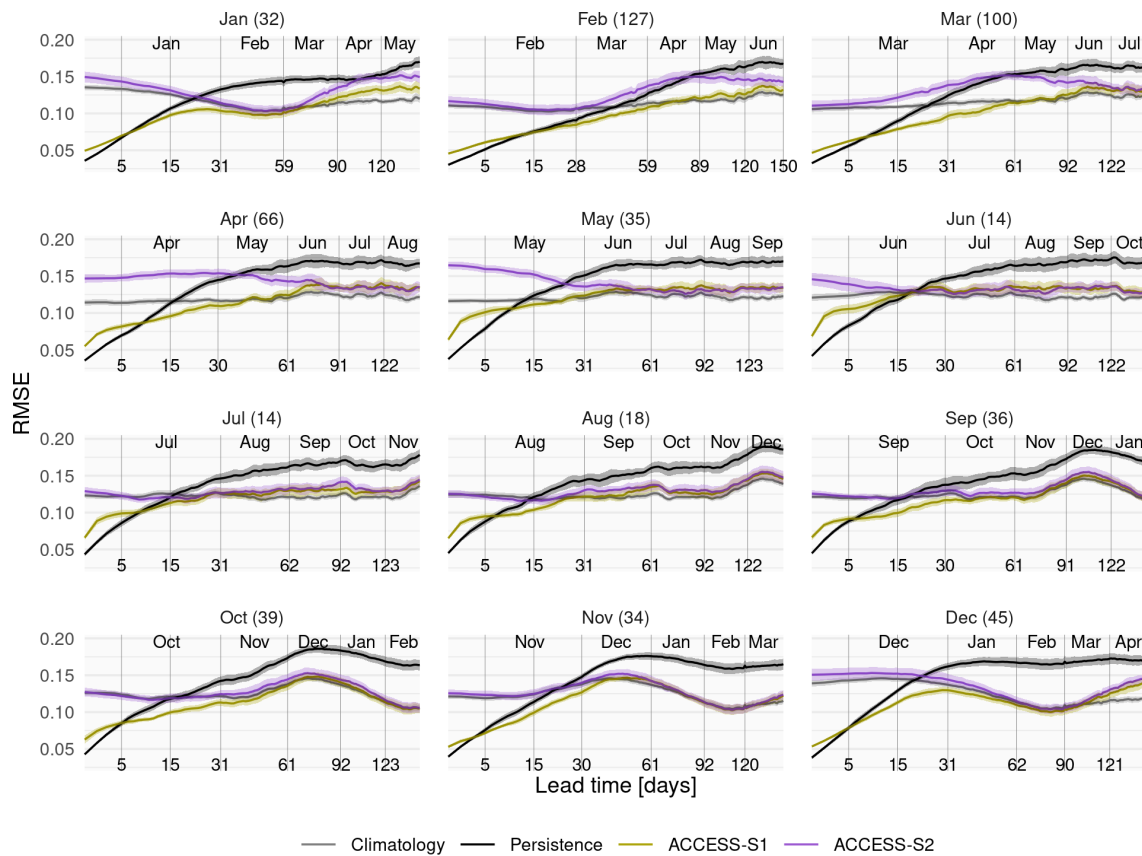 Jan (32) Feb (127) Mar (100)
0.20 Jan Feb Mar Apr May Feb Mar Apr May Jun Mar Apr May Jun Jul
0.15
0.10
0.05
5 15 31 59 90 120 5 15 28 59 89 120 150 5 15 31 61 92 122
Apr (66) May (35) Jun (14)
0.20 Apr May Jun Jul Aug May Jun Jul Aug Sep Jun Jul Aug Sep Oct
0.15
0.10
0.05
5 15 30 61 91 122 5 15 31 61 92 123 5 15 30 61 92 122
Jul (14) Aug (18) Sep (36)
0.20 Jul Aug Sep Oct Nov Aug Sep Oct Nov Dec Sep Oct Nov Dec Jan
0.15
0.10
0.05
5 15 31 62 92 123 5 15 31 61 92 122 5 15 30 61 91 122
Oct (39) Nov (34) Dec (45)
0.20 Oct Nov Dec Jan Feb Nov Dec Jan Feb Mar Dec Jan Feb Mar Apr
0.15
0.10
0.05
5 15 31 61 92 123 5 15 30 61 92 120 5 15 31 62 90 121
RMSE
Lead time [days]
Climatology Persistence ACCESS-S1 ACCESS-S2